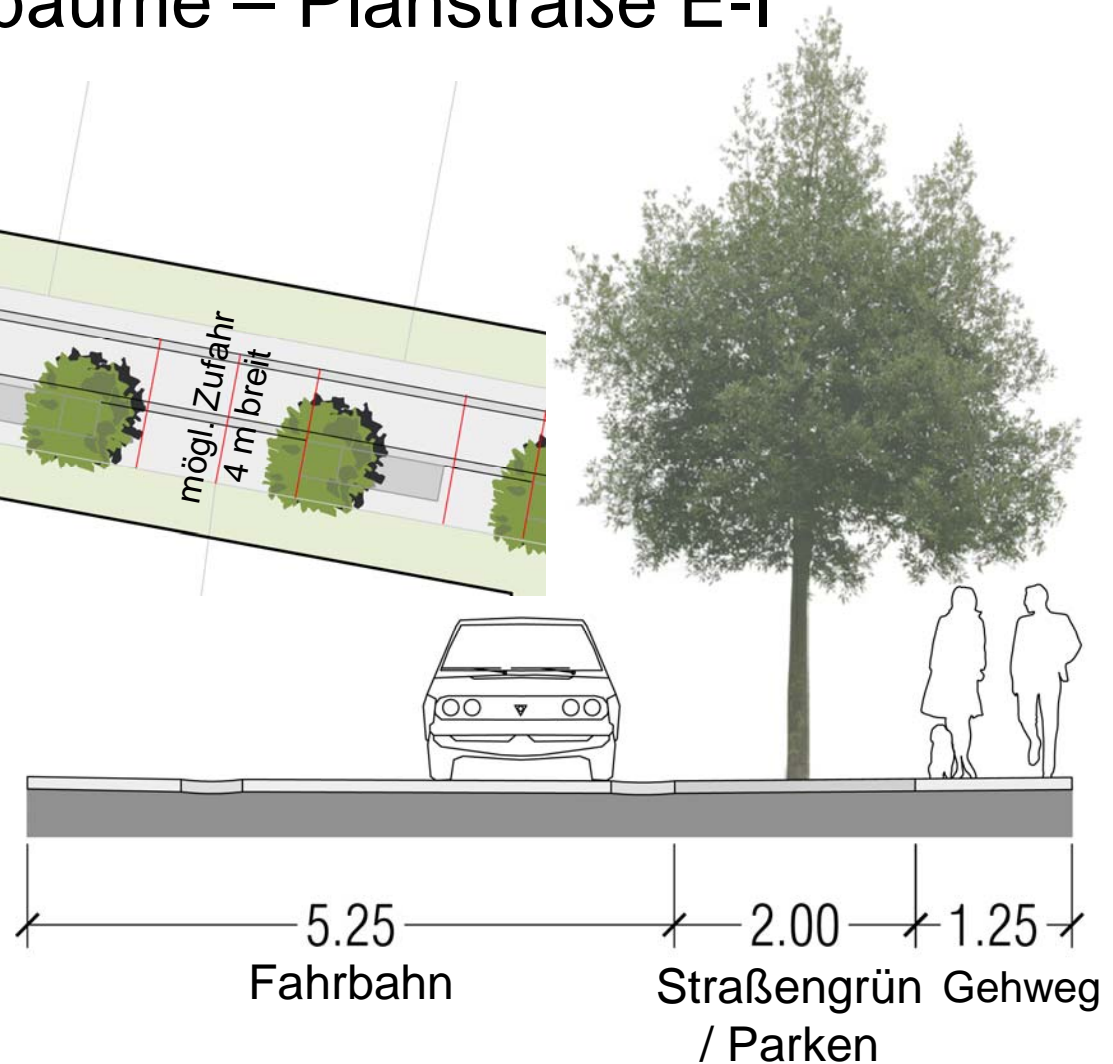 bäume – Planstraße E-I
mögl. Zufahr
4 m breit
5.25
2.00
1.25
Fahrbahn
Straßengrün
/ Parken
Gehweg